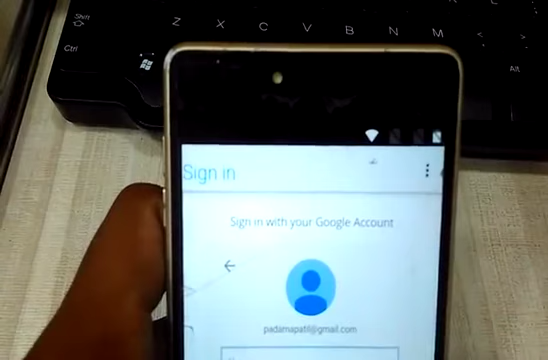 Shift
Z X C V B N M
Ctrl
Alt
Sign in
Sign in with your Google Account
padamapatil@gmail.com